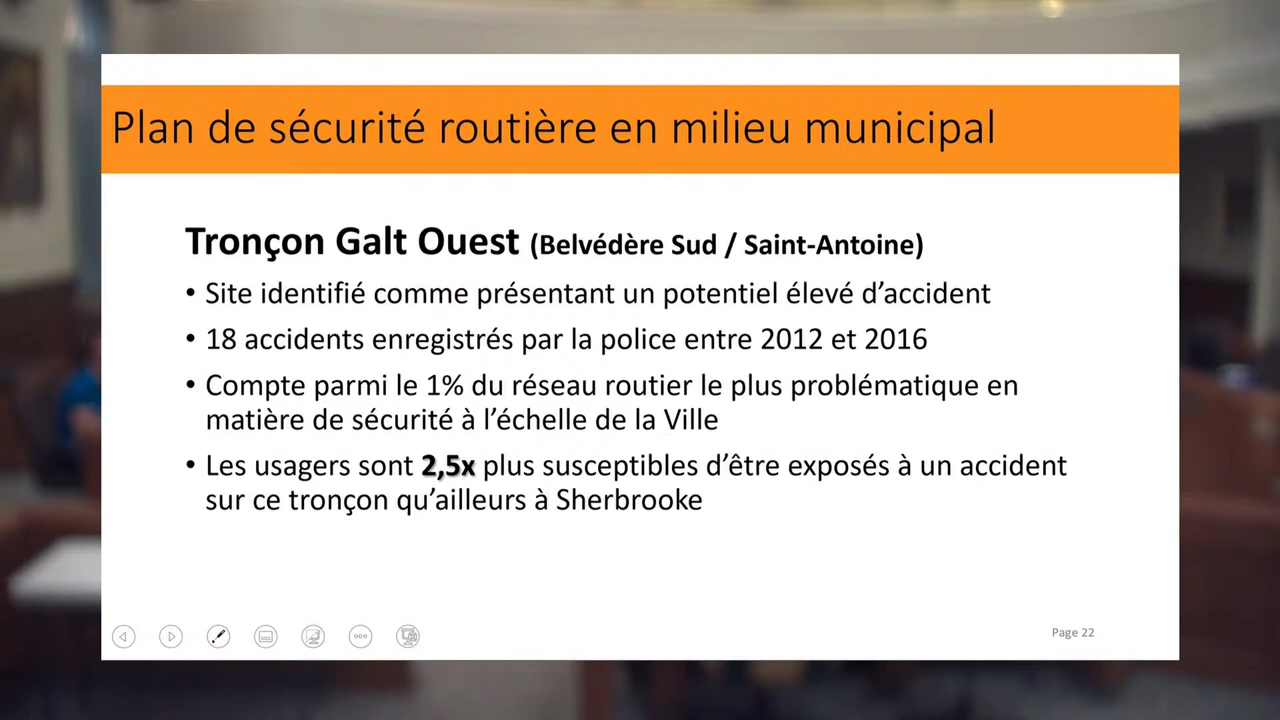 Plan de sécurité routière en milieu municipal
Tronçon Galt Ouest (Belvédère Sud / Saint-Antoine)
• Site identifié comme présentant un potentiel élevé d’accident
• 18 accidents enregistrés par la police entre 2012 et 2016
• Compte parmi le 1% du réseau routier le plus problématique en
matière de sécurité à l’échelle de la Ville
• Les usagers sont 2,5x plus susceptibles d’être exposés à un accident
sur ce tronçon qu’ailleurs à Sherbrooke
Page 22